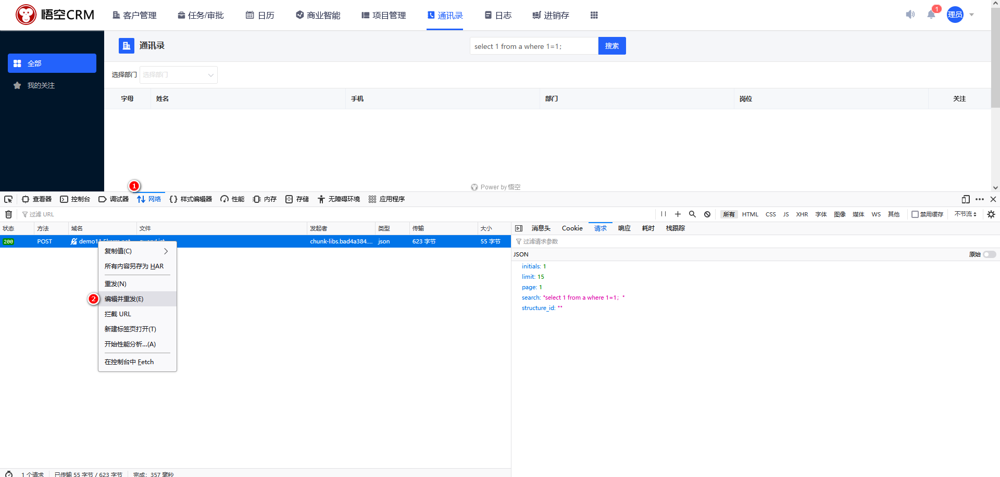 悟空CRM
客户管理
任务/审批
日历
商业智能
项目管理
通讯录
日志
进销存
1
理员
通讯录
select 1 from a where 1=1;
搜索
全部
我的关注
选择部门
选择部门
字母
姓名
手机
部门
岗位
关注
Power by 悟空
1
查看器
控制台
调试器
网络
样式编辑器
性能
内存
存储
无障碍环境
应用程序
过滤 URL
所有
HTML
CSS
JS
XHR
字体
图像
媒体
WS
其他
禁用缓存
不节流
状态
方法
域名
文件
发起者
类型
传输
大小
消息头
Cookie
请求
响应
耗时
栈跟踪
200
POST
chunk-libs.bad4a384....
json
623 字节
55 字节
过滤请求参数
JSON
原始
initials: 1
limit: 15
page: 1
search: "select 1 from a where 1=1; "
structure_id: ""
复制值(C)
所有内容另存为 HAR
重发(N)
2
编辑并重发(E)
拦截 URL
新建标签页打开(T)
开始性能分析...(A)
在控制台中 Fetch
1 个请求
已传输 55 字节 / 623 字节
完成: 357 毫秒